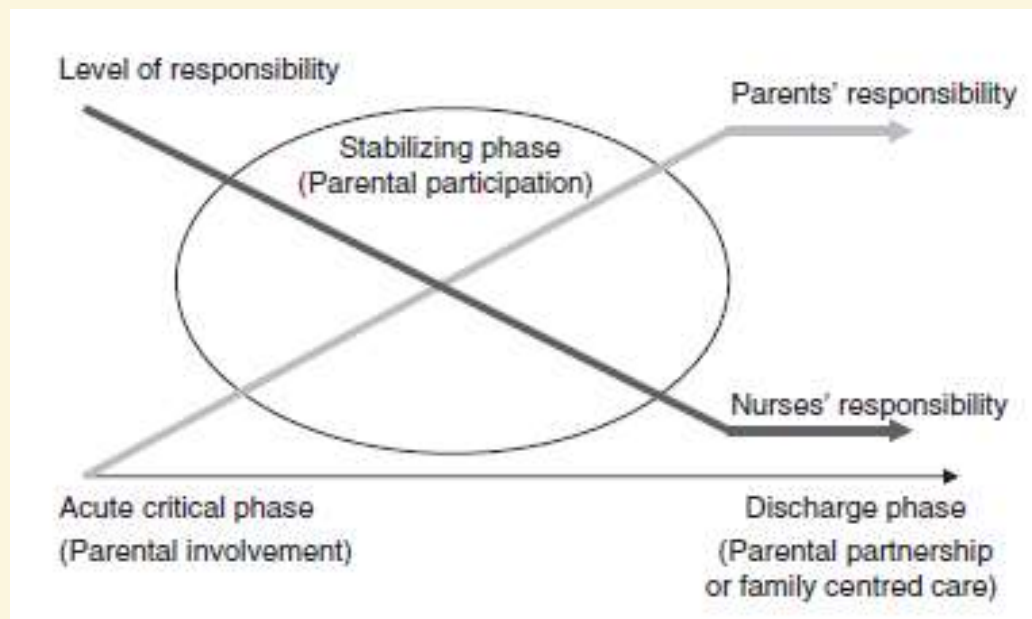 Level of responsibility
Parents' responsibility
Stabilizing phase
(Parental participation)
Nurses' responsibility
Acute critical phase
(Parental involvement)
Discharge phase
(Parental partnership
or family centred care)